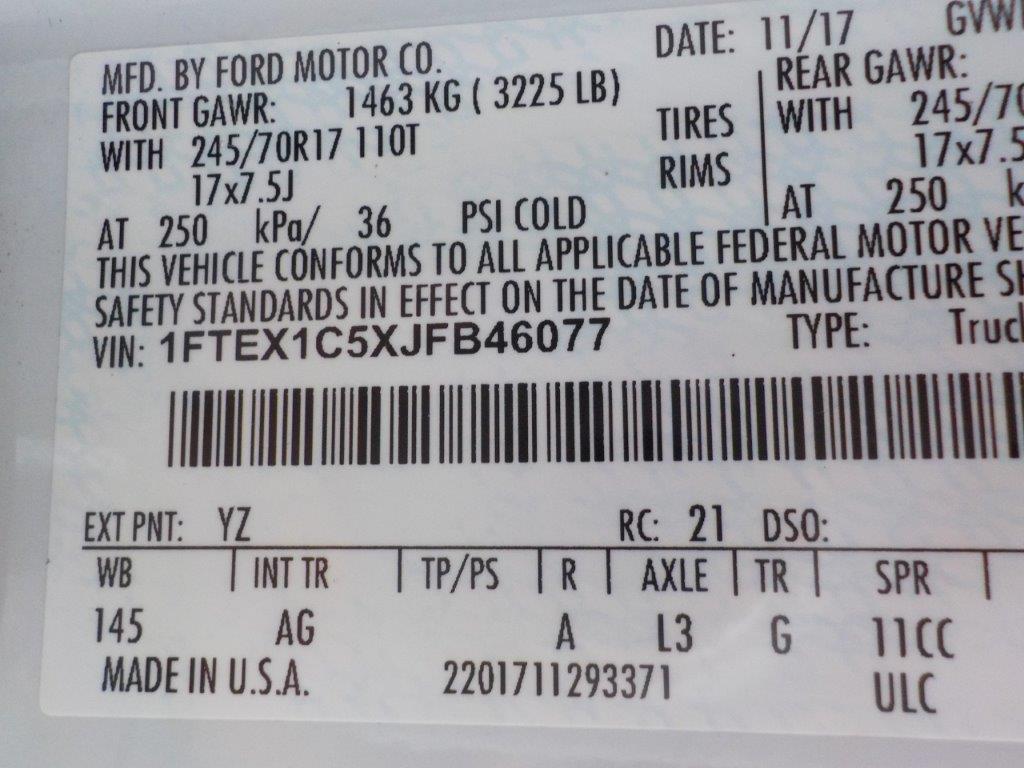 MFD. BY FORD MOTOR CO. DATE: 11/17
FRONT GAWR: 1463 KG ( 3225 LB) REAR GAWR:
WITH 245/70R17 110T TIRES WITH
17x7.5J RIMS
AT 250 kPa/ 36 PSI COLD AT 250
THIS VEHICLE CONFORMS TO ALL APPLICABLE FEDERAL MOTOR
SAFETY STANDARDS IN EFFECT ON THE DATE OF MANUFACTURE
VIN: 1FTEX1C5XJFB46077 TYPE: Truck
EXT PNT: YZ RC: 21 DSO:
WB INT TR TP/PS R AXLE TR SPR
145 AG A L3 G 11CC
MADE IN U.S.A. 2201711293371 ULC